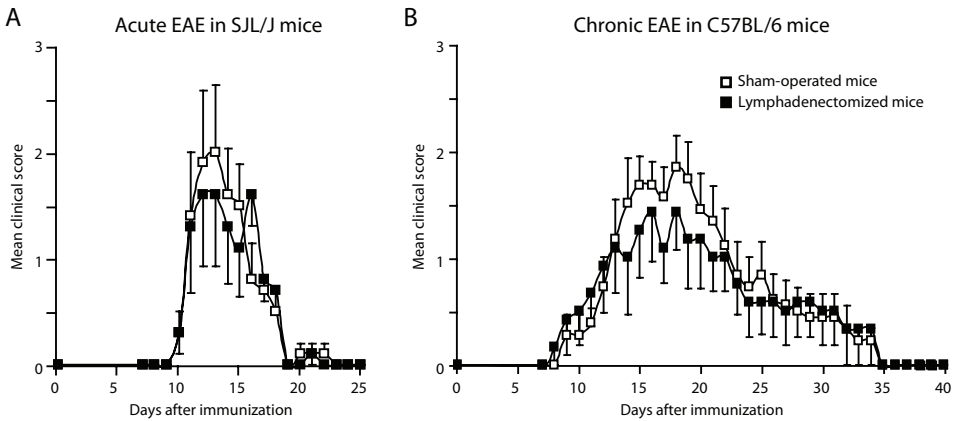 A
Acute EAE in SJL/J mice
3
2
1
0
Mean clinical score
0 5 10 15 20 25
Days after immunization
B
Chronic EAE in C57BL/6 mice
Sham-operated mice
Lymphadenectomized mice
3
2
1
0
Mean clinical score
0 5 10 15 20 25 30 35 40
Days after immunization